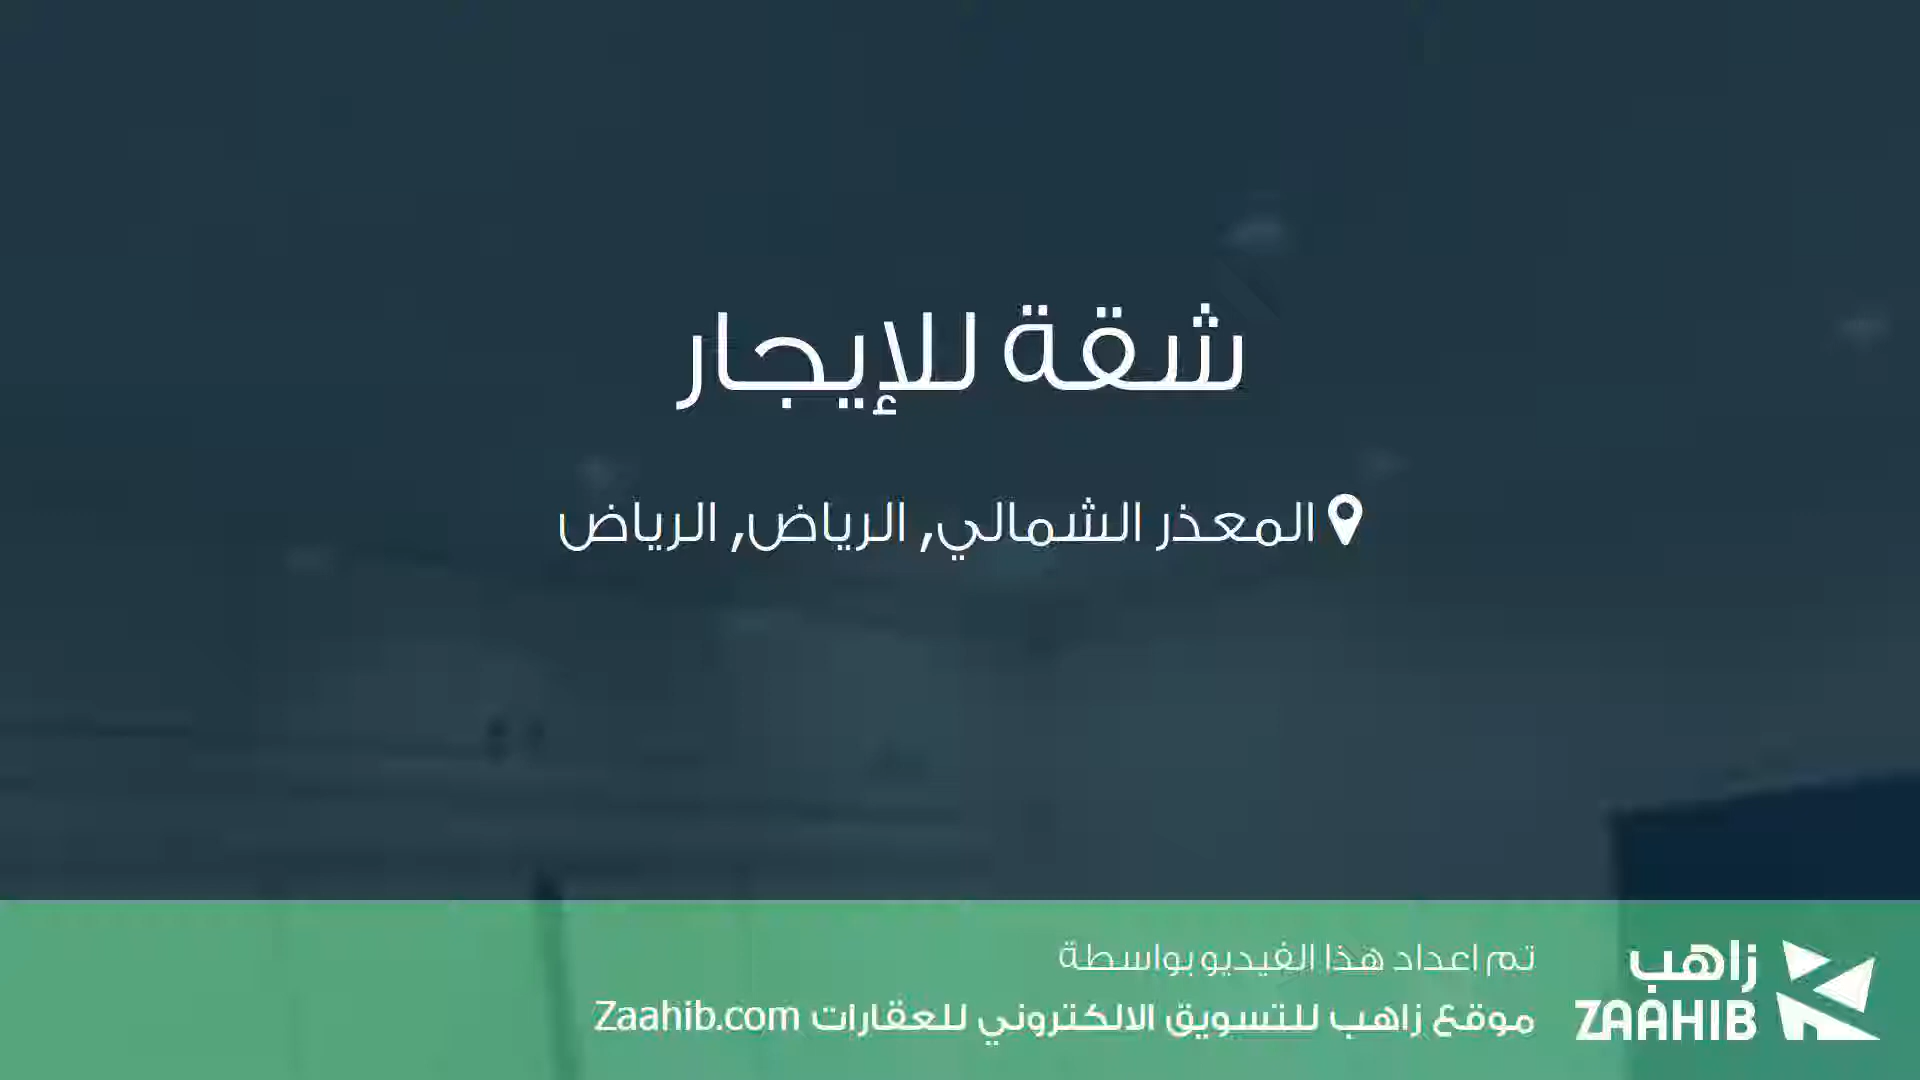 شقة للإيجار
المعذر الشمالي, الرياض, الرياض
تم اعداد هذا الفيديو بواسطة
موقع زاهب للتسويق الالكتروني للعقارات Zaahib.com
زاهب
ZAAHIB